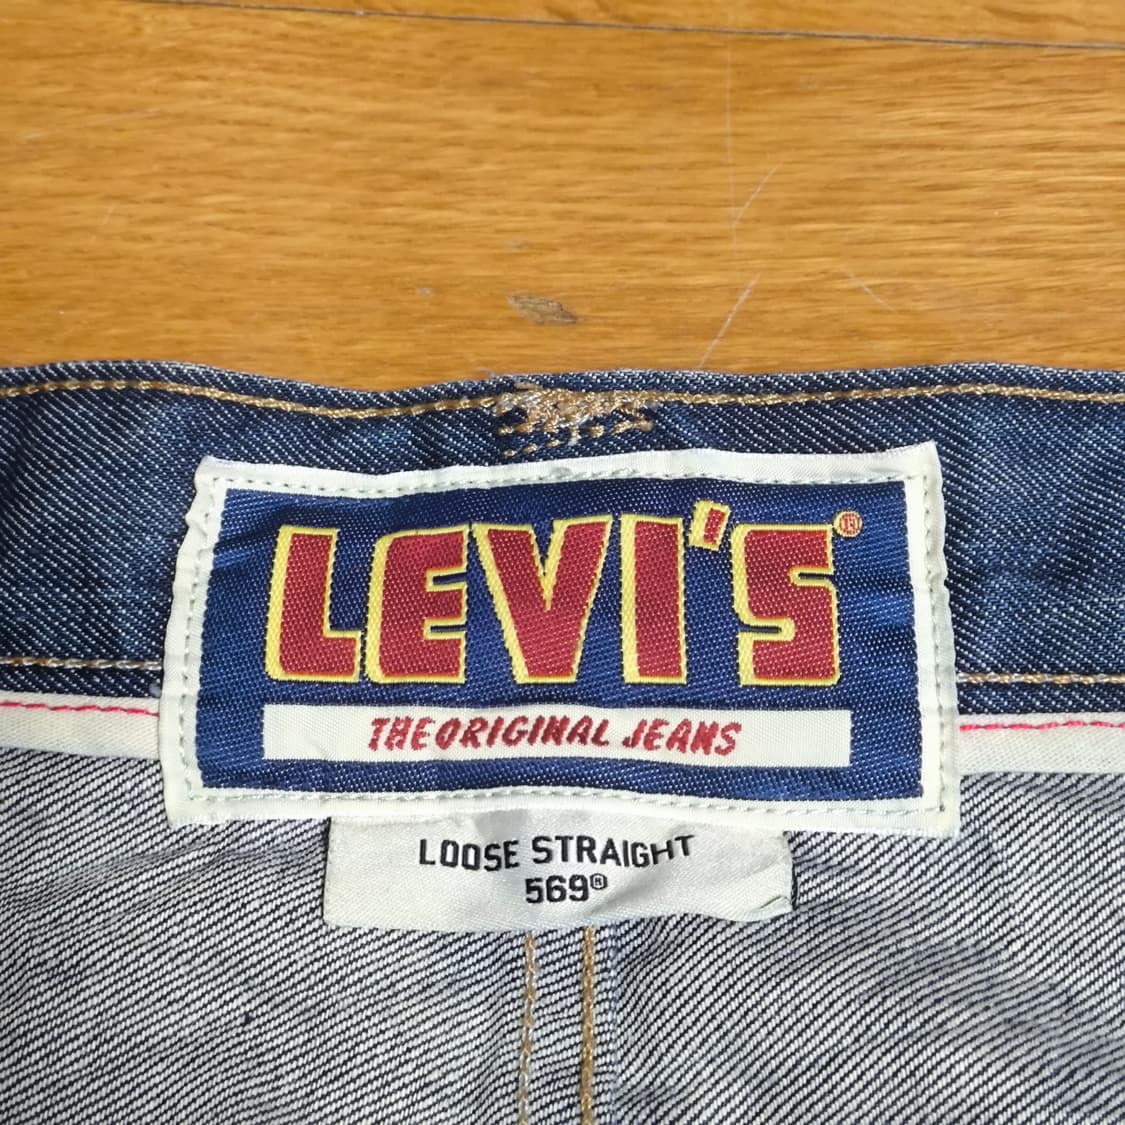 LEVI'S®
THE ORIGINAL JEANS
LOOSE STRAIGHT
569®